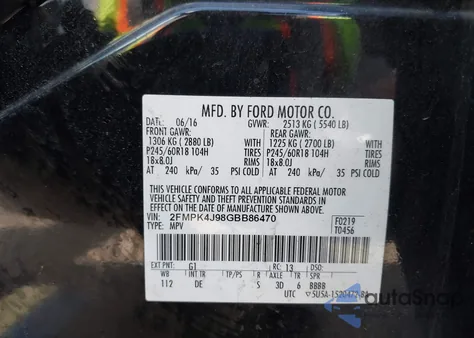 MFD. BY FORD MOTOR CO.
DATE: 06/16 GVWR: 2513 KG ( 5540 LB)
FRONT GAWR: REAR GAWR:
1306 KG ( 2880 LB) WITH 1225 KG ( 2700 LB) WITH
P245/60R18 104H TIRES P245/60R18 104H TIRES
18x8.0J RIMS 18x8.0J RIMS
AT 240 kPa/ 35 PSI COLD AT 240 kPa/ 35 PSI COLD
THIS VEHICLE CONFORMS TO ALL APPLICABLE FEDERAL MOTOR
VEHICLE SAFETY AND THEFT PREVENTION STANDARDS IN EFFECT
ON THE DATE OF MANUFACTURE SHOWN ABOVE.
VIN: 2FMPK4J98GBB86470 F0219
TYPE: MPV T0456
EXT PNT: G1 RC: 13 DSO:
WB INT TR TP/PS R AXLE TR SPR
112 DE S 3D 6 BBBB
UTC
AutoSnap